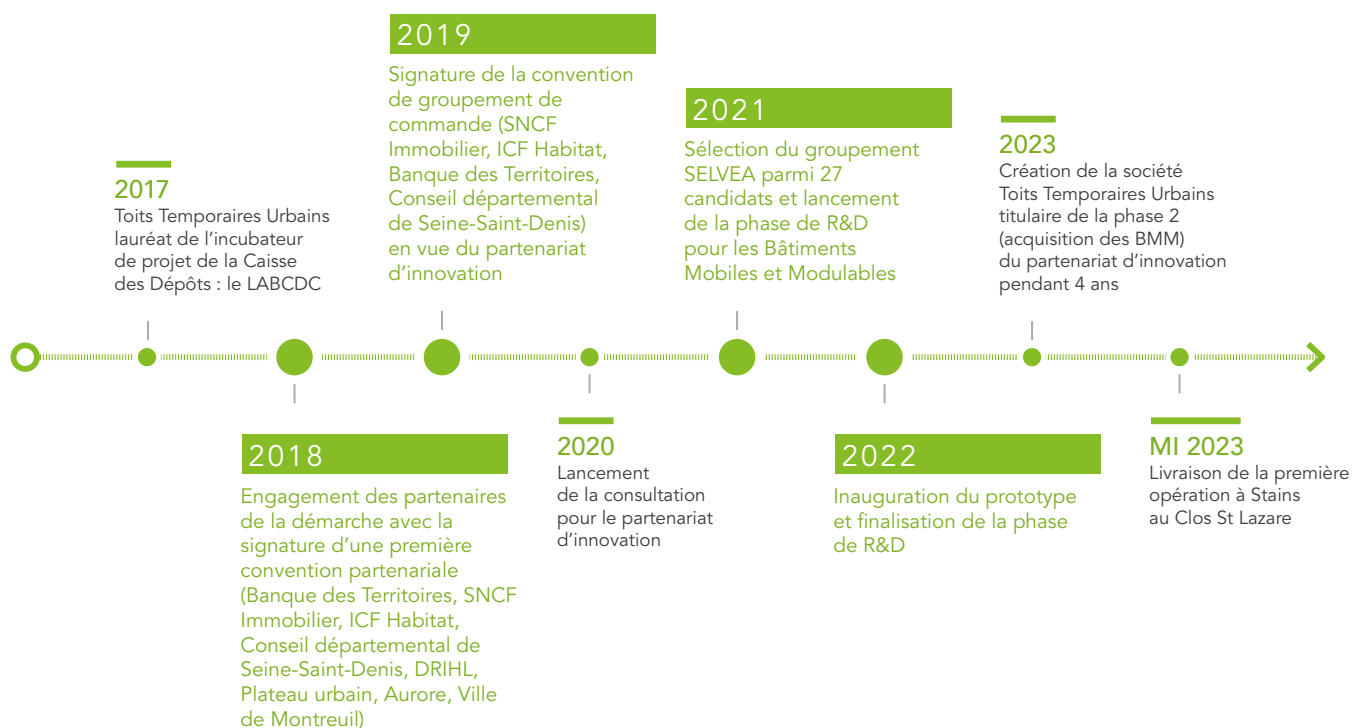 2017
Toits Temporaires Urbains
lauréat de l'incubateur
de projet de la Caisse
des Dépôts : le LABCDC
2018
Engagement des partenaires
de la démarche avec la
signature d'une première
convention partenariale
(Banque des Territoires, SNCF
Immobilier, ICF Habitat,
Conseil départemental de
Seine-Saint-Denis, DRIHL,
Plateau urbain, Aurore, Ville
de Montreuil)
2019
Signature de la convention
de groupement de
commande (SNCF
Immobilier, ICF Habitat,
Banque des Territoires,
Conseil départemental
de Seine-Saint-Denis)
en vue du partenariat
d'innovation
2020
Lancement
de la consultation
pour le partenariat
d'innovation
2021
Sélection du groupement
SELVEA parmi 27
candidats et lancement
de la phase de R&D
pour les Bâtiments
Mobiles et Modulables
2022
Inauguration du prototype
et finalisation de la phase
de R&D
2023
Création de la société
Toits Temporaires Urbains
titulaire de la phase 2
(acquisition des BMM)
du partenariat d'innovation
pendant 4 ans
MI 2023
Livraison de la première
opération à Stains
au Clos St Lazare